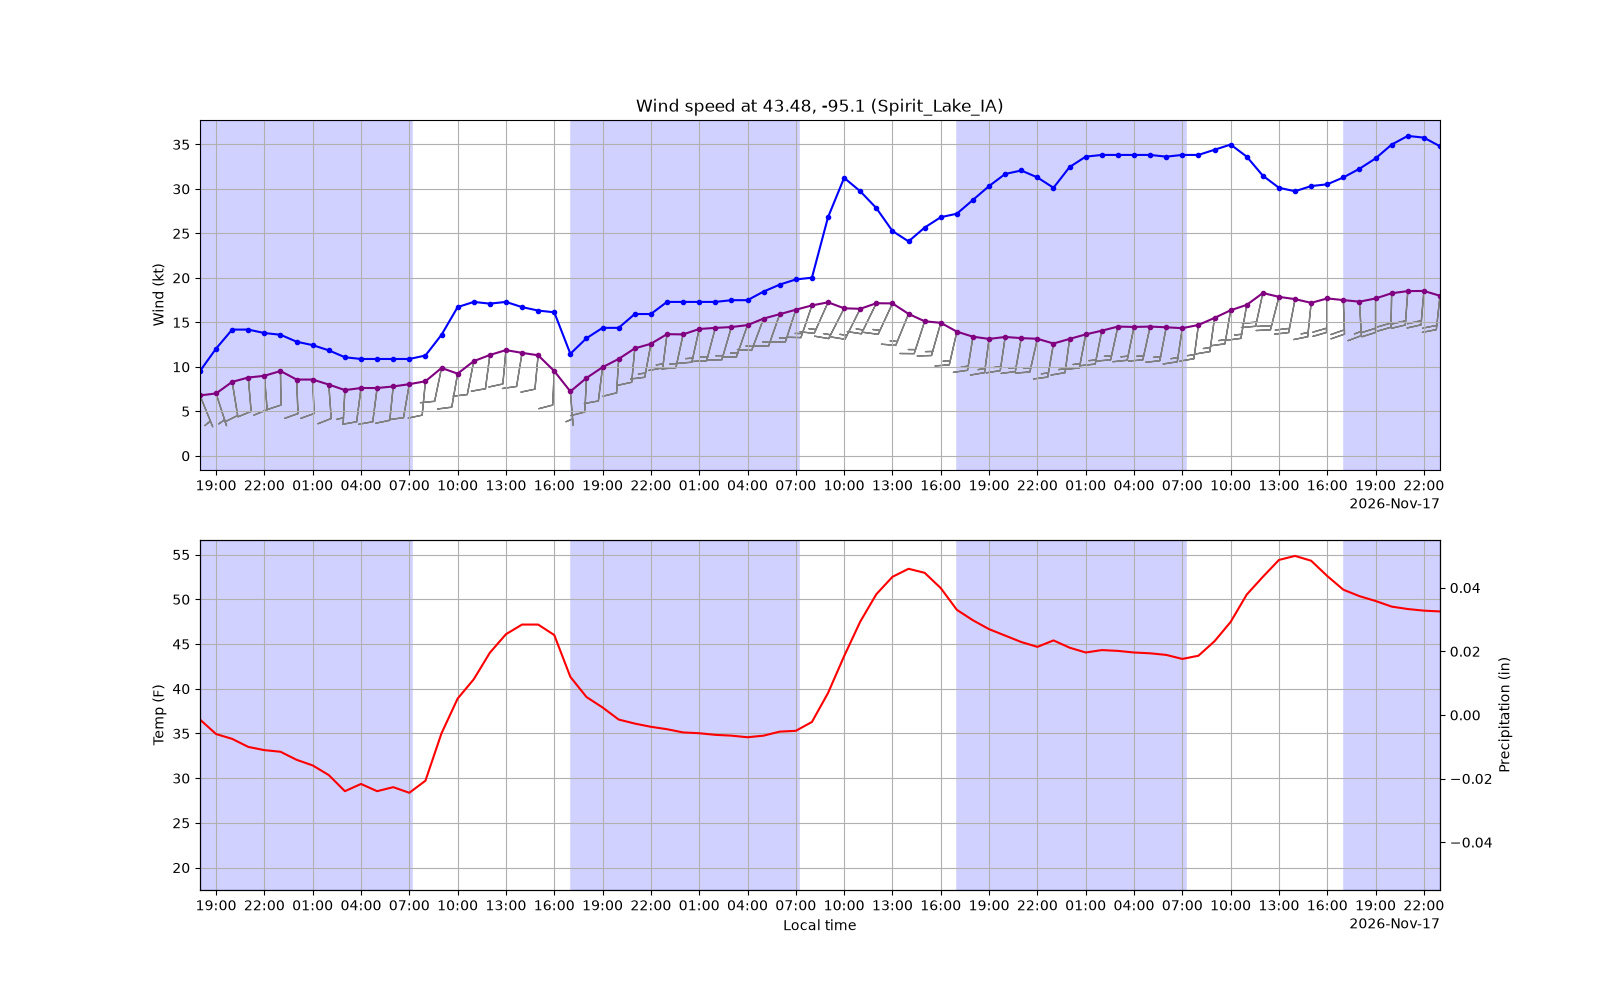 Wind speed at 43.48, -95.1 (Spirit_Lake_IA)
Wind (kt)
35
30
25
20
15
10
5
0
19:00 22:00 01:00 04:00 07:00 10:00 13:00 16:00 19:00 22:00 01:00 04:00 07:00 10:00 13:00 16:00 19:00 22:00 01:00 04:00 07:00 10:00 13:00 16:00 19:00 22:00
2026-Nov-17
Temp (F)
55
50
45
40
35
30
25
20
0.04
0.02
0.00
−0.02
−0.04
Precipitation (in)
19:00 22:00 01:00 04:00 07:00 10:00 13:00 16:00 19:00 22:00 01:00 04:00 07:00 10:00 13:00 16:00 19:00 22:00 01:00 04:00 07:00 10:00 13:00 16:00 19:00 22:00
Local time
2026-Nov-17